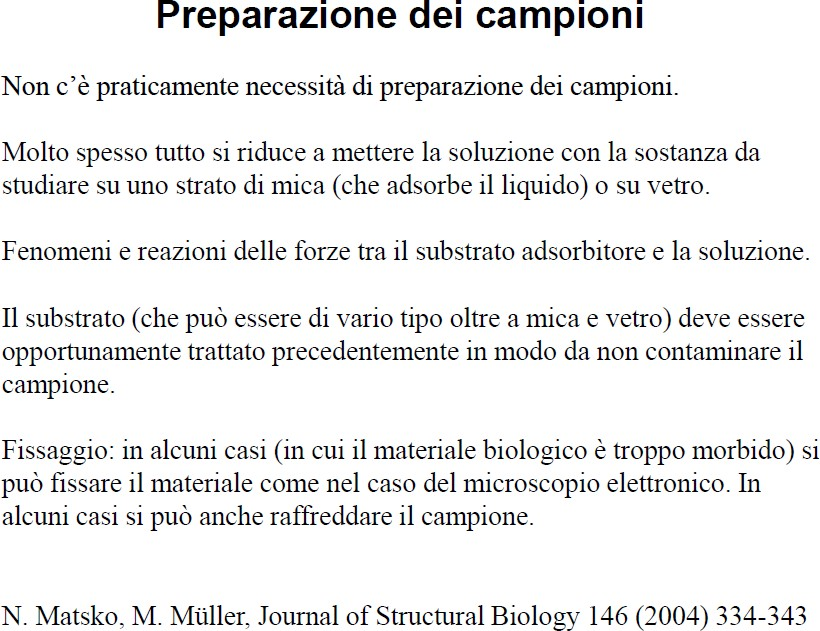 Preparazione dei campioni
Non c’è praticamente necessità di preparazione dei campioni.
Molto spesso tutto si riduce a mettere la soluzione con la sostanza da
studiare su uno strato di mica (che adsorbe il liquido) o su vetro.
Fenomeni e reazioni delle forze tra il substrato adsorbitore e la soluzione.
Il substrato (che può essere di vario tipo oltre a mica e vetro) deve essere
opportunamente trattato precedentemente in modo da non contaminare il
campione.
Fissaggio: in alcuni casi (in cui il materiale biologico è troppo morbido) si
può fissare il materiale come nel caso del microscopio elettronico. In
alcuni casi si può anche raffreddare il campione.
N. Matsko, M. Müller, Journal of Structural Biology 146 (2004) 334-343